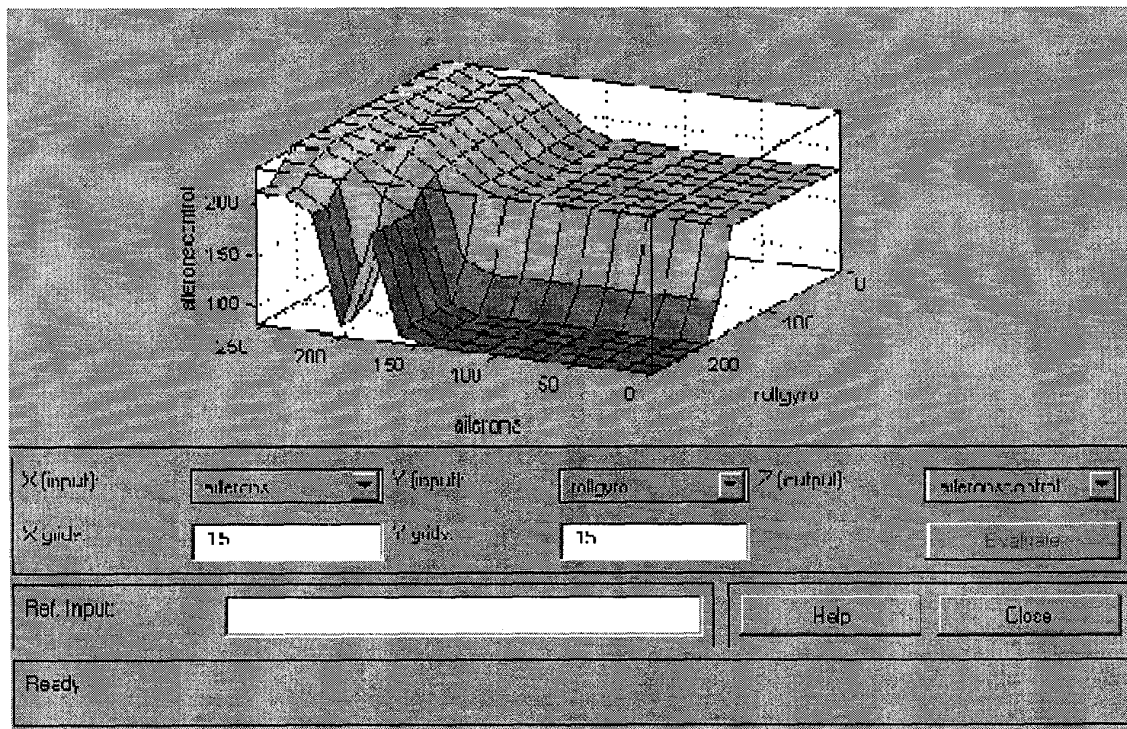 aileronscontrol
200
150
100
250
200
150
100
50
0
ailerons
200
100
0
rollgyro
X (input): ailerons Y (input): rollgyro Z (output): aileronscontrol
X grids: 15 Y grids: 15 Evaluate
Ref. Input: Help Close
Ready